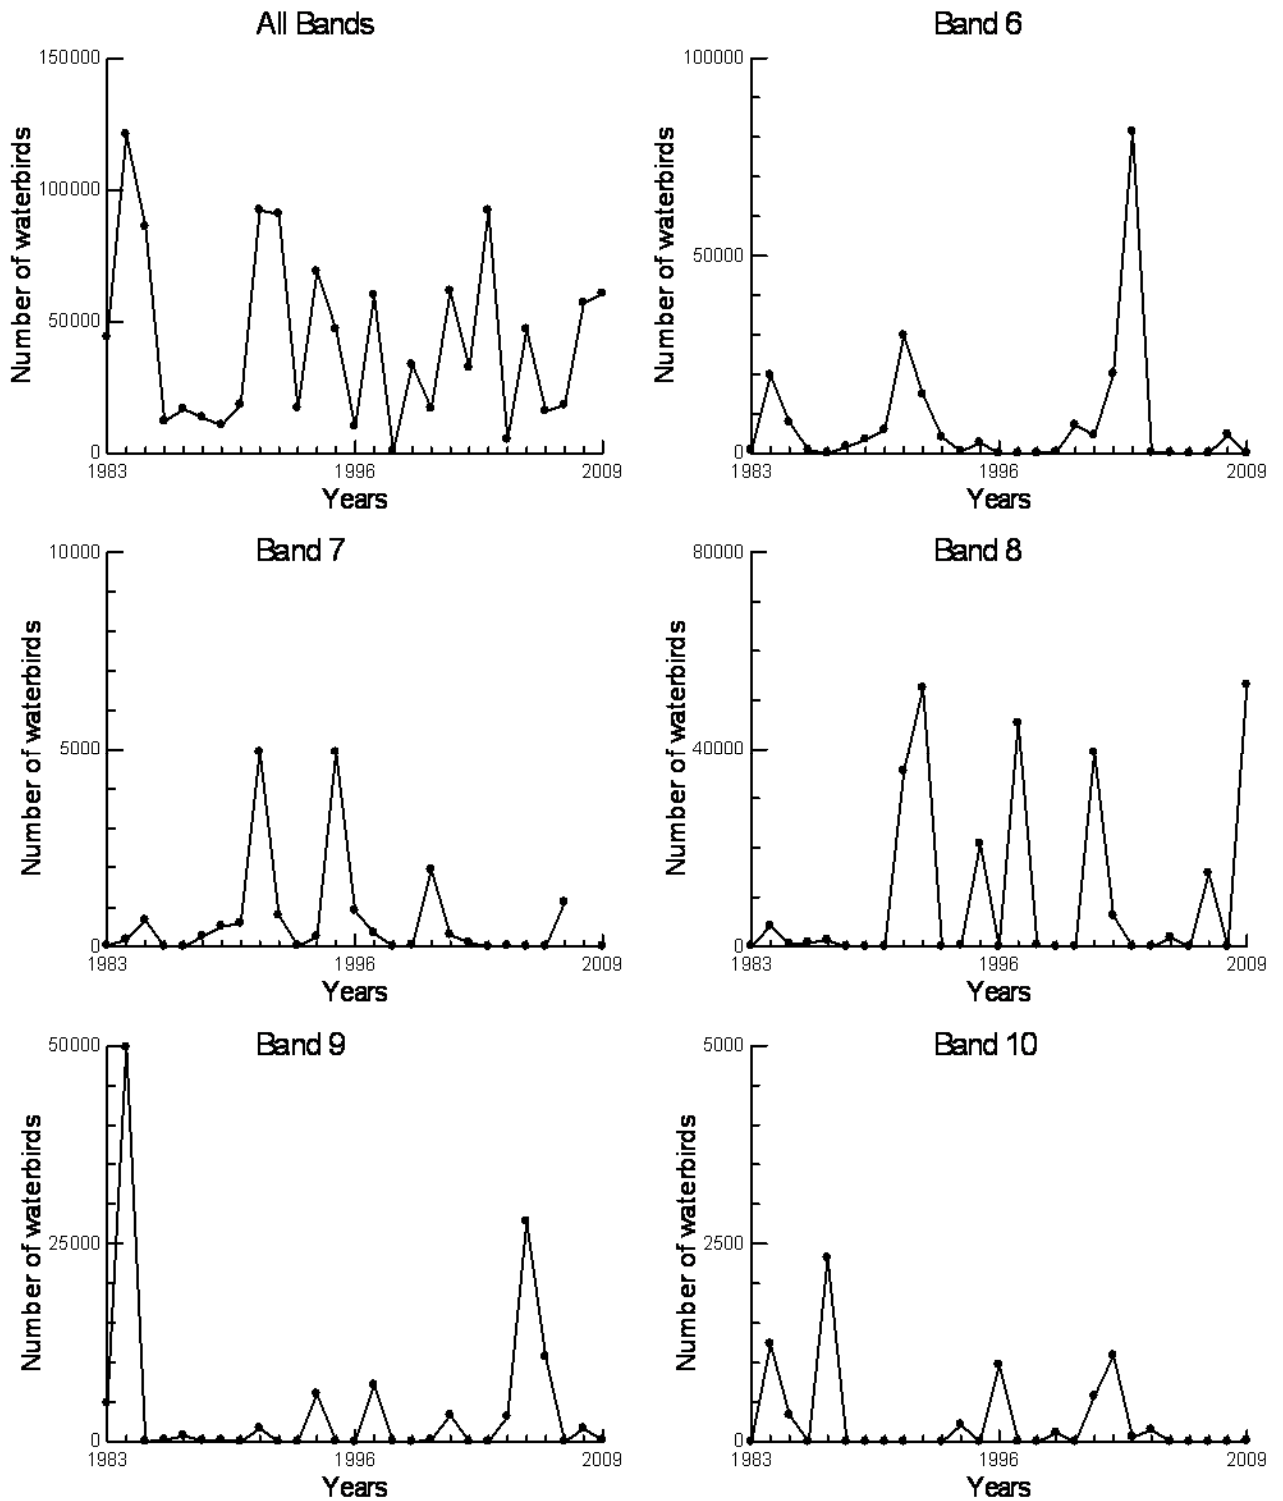 All Bands
150000
100000
50000
0
1983
1996
2009
Years
Number of waterbirds
Band 6
100000
50000
0
1983
1996
2009
Years
Number of waterbirds
Band 7
10000
5000
0
1983
1996
2009
Years
Number of waterbirds
Band 8
80000
40000
0
1983
1996
2009
Years
Number of waterbirds
Band 9
50000
25000
0
1983
1996
2009
Years
Number of waterbirds
Band 10
5000
2500
0
1983
1996
2009
Years
Number of waterbirds